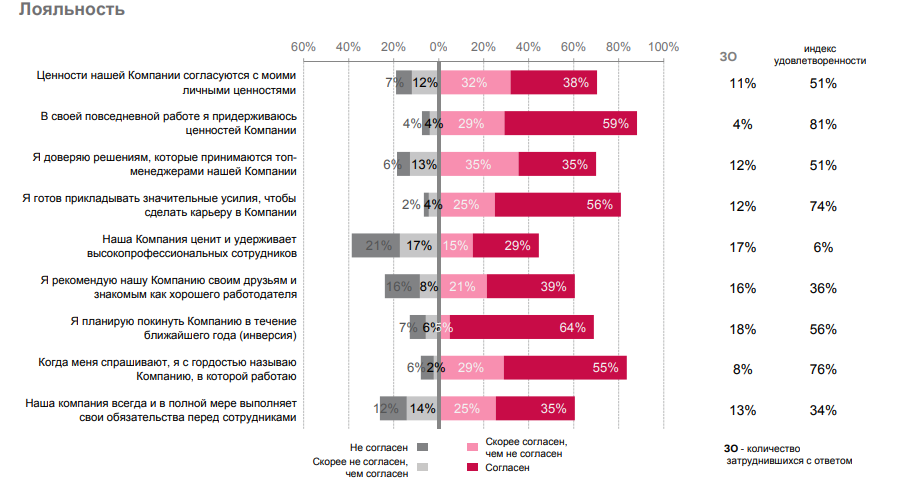 Лояльность
60% 40% 20% 0% 20% 40% 60% 80% 100% ЗО индекс
удовлетворенности
Ценности нашей Компании согласуются с моими
личными ценностями
7% 12% 32% 38% 11% 51%
В своей повседневной работе я придерживаюсь
ценностей Компании
4% 4% 29% 59% 4% 81%
Я доверяю решениям, которые принимаются топ-
менеджерами нашей Компании
6% 13% 35% 35% 12% 51%
Я готов прикладывать значительные усилия, чтобы
сделать карьеру в Компании
2% 4% 25% 56% 12% 74%
Наша Компания ценит и удерживает
высокопрофессиональных сотрудников
21% 17% 15% 29% 17% 6%
Я рекомендую нашу Компанию своим друзьям и
знакомым как хорошего работодателя
16% 8% 21% 39% 16% 36%
Я планирую покинуть Компанию в течение
ближайшего года (инверсия)
7% 6% 5% 64% 18% 56%
Когда меня спрашивают, я с гордостью называю
Компанию, в которой работаю
6% 2% 29% 55% 8% 76%
Наша компания всегда и в полной мере выполняет
свои обязательства перед сотрудниками
12% 14% 25% 35% 13% 34%
Не согласен
Скорее не согласен,
чем согласен
Скорее согласен,
чем не согласен
Согласен
ЗО - количество
затруднившихся с ответом